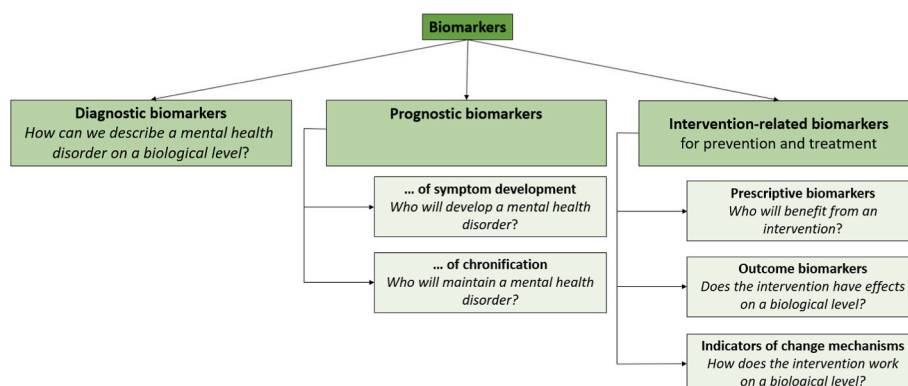 Biomarkers
Diagnostic biomarkers
How can we describe a mental health
disorder on a biological level?
Prognostic biomarkers
Intervention-related biomarkers
for prevention and treatment
... of symptom development
Who will develop a mental health
disorder?
... of chronification
Who will maintain a mental health
disorder?
Prescriptive biomarkers
Who will benefit from an
intervention?
Outcome biomarkers
Does the intervention have effects
on a biological level?
Indicators of change mechanisms
How does the intervention work
on a biological level?